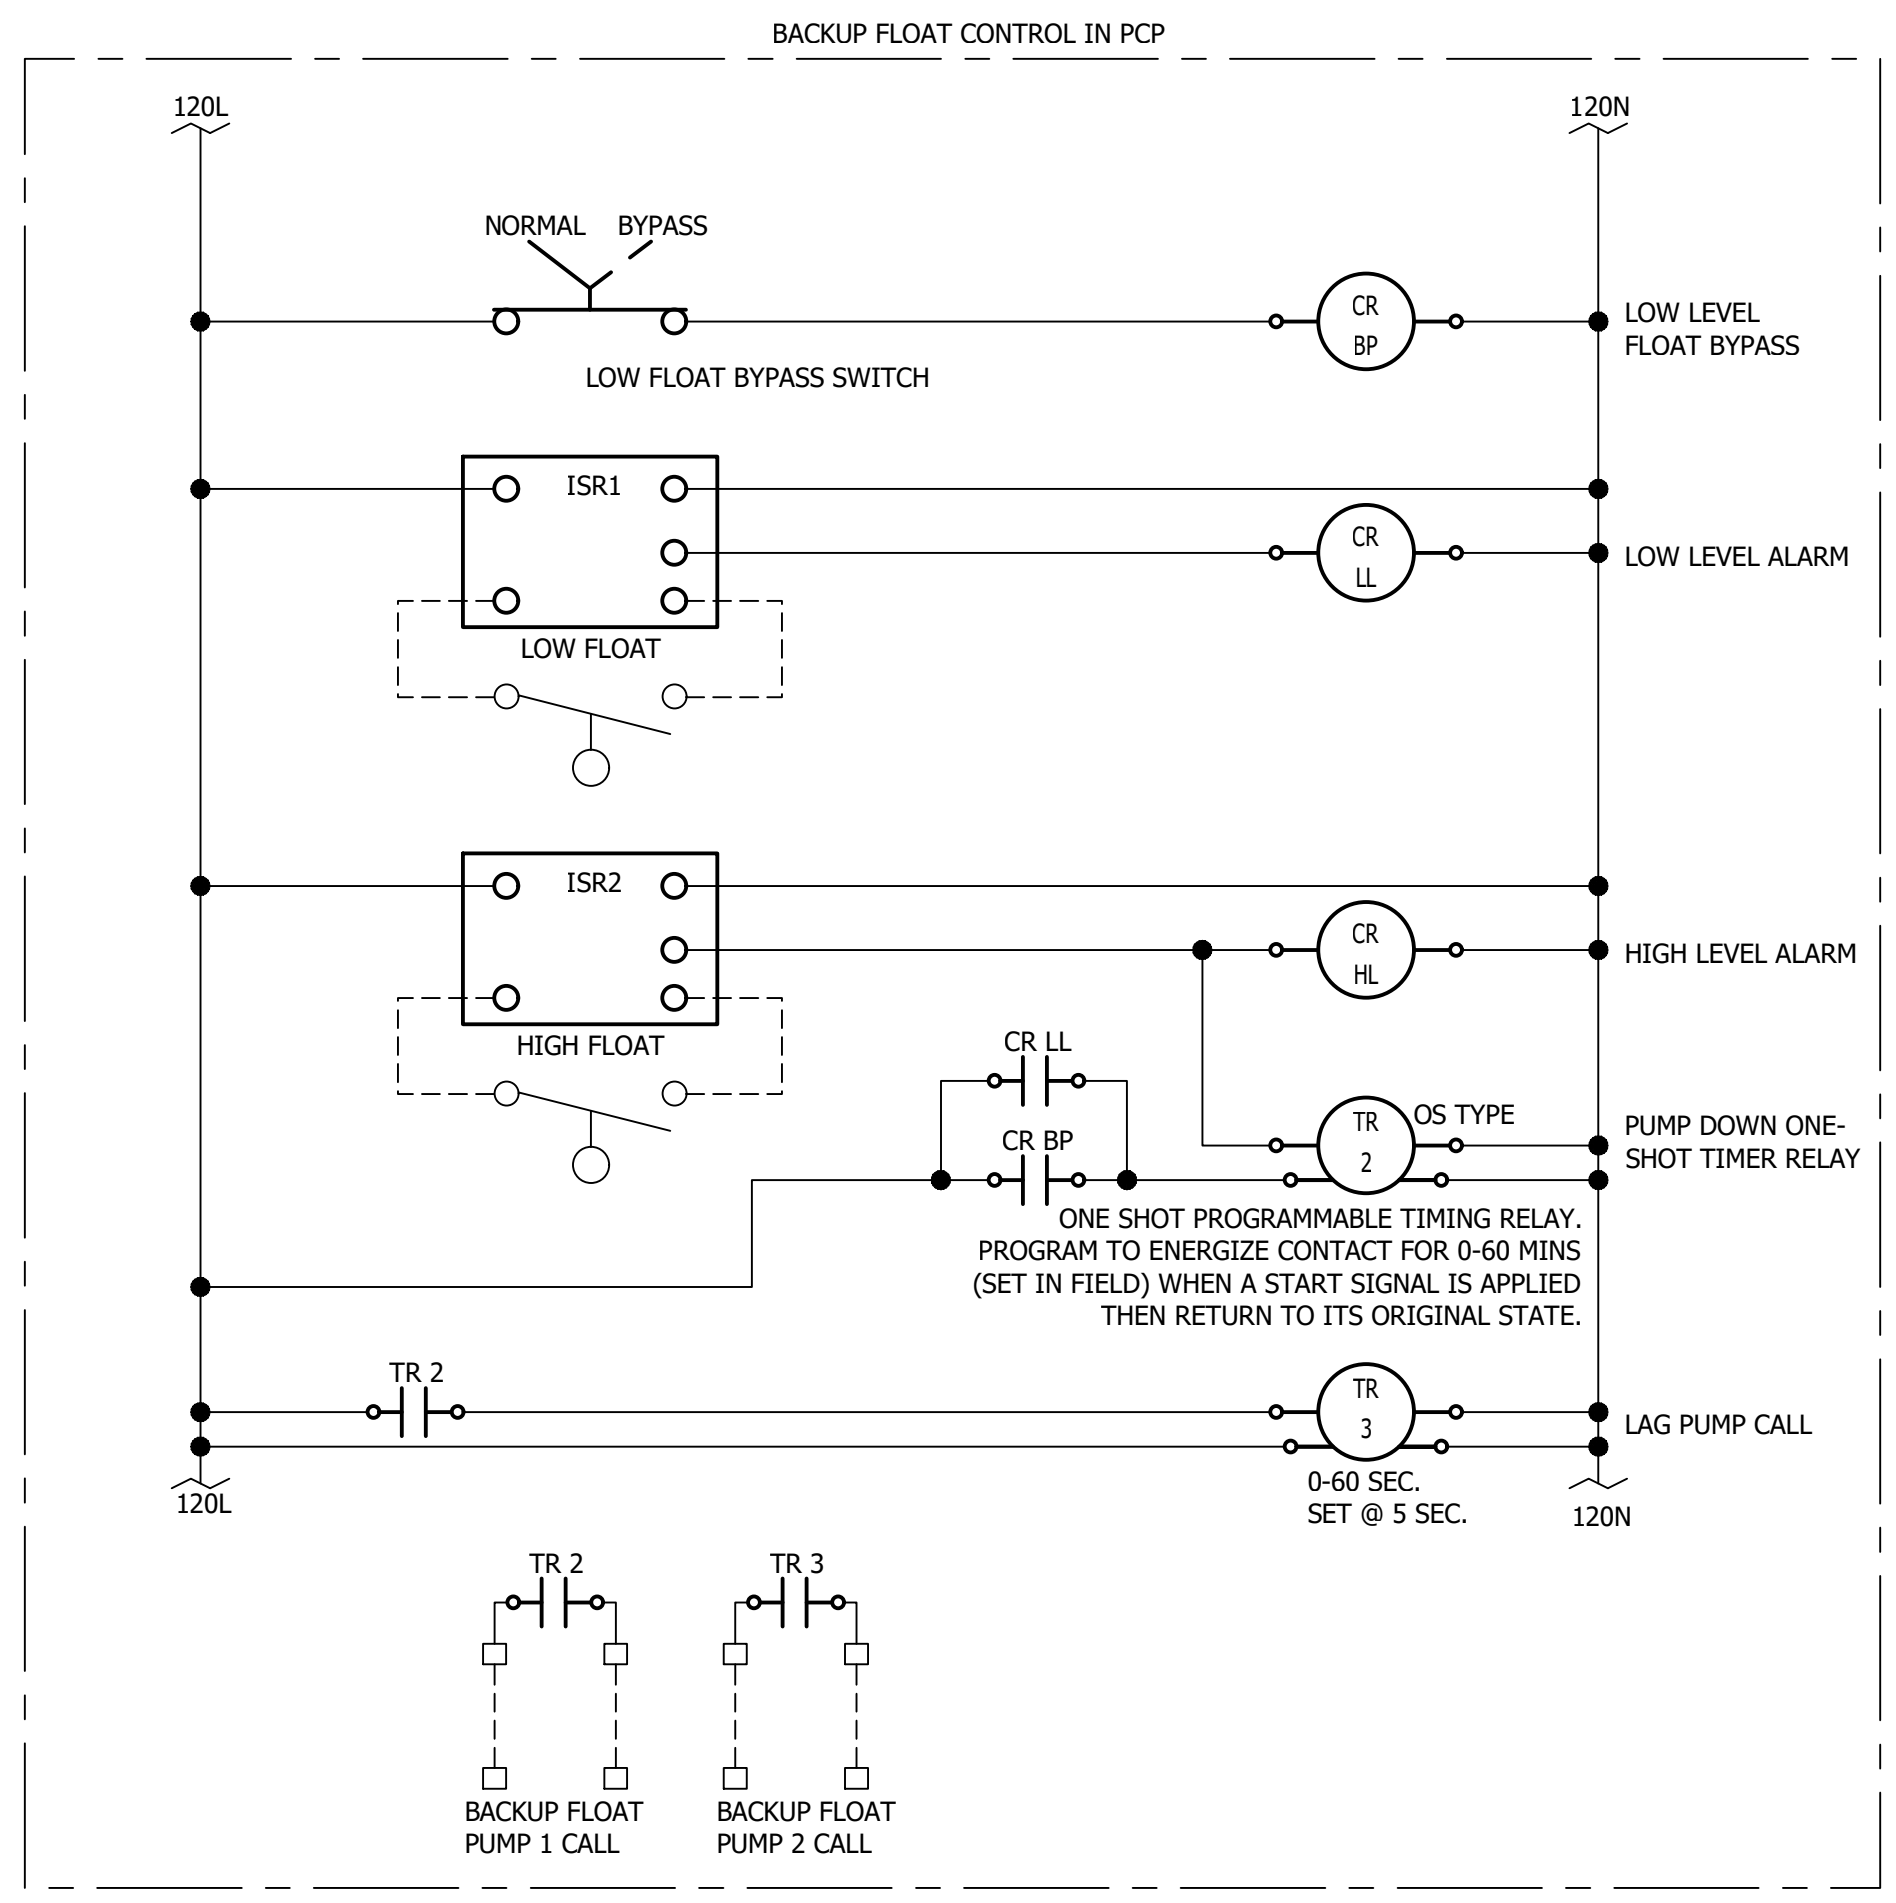 BACKUP FLOAT CONTROL IN PCP
120L
120N
NORMAL
BYPASS
CR
BP
LOW LEVEL
FLOAT BYPASS
LOW FLOAT BYPASS SWITCH
ISR1
CR
LL
LOW LEVEL ALARM
LOW FLOAT
ISR2
CR
HL
HIGH LEVEL ALARM
HIGH FLOAT
CR LL
CR BP
TR
2
OS TYPE
PUMP DOWN ONE-
SHOT TIMER RELAY
ONE SHOT PROGRAMMABLE TIMING RELAY.
PROGRAM TO ENERGIZE CONTACT FOR 0-60 MINS
(SET IN FIELD) WHEN A START SIGNAL IS APPLIED
THEN RETURN TO ITS ORIGINAL STATE.
TR 2
TR
3
LAG PUMP CALL
0-60 SEC.
SET @ 5 SEC.
120L
120N
TR 2
TR 3
BACKUP FLOAT
PUMP 1 CALL
BACKUP FLOAT
PUMP 2 CALL